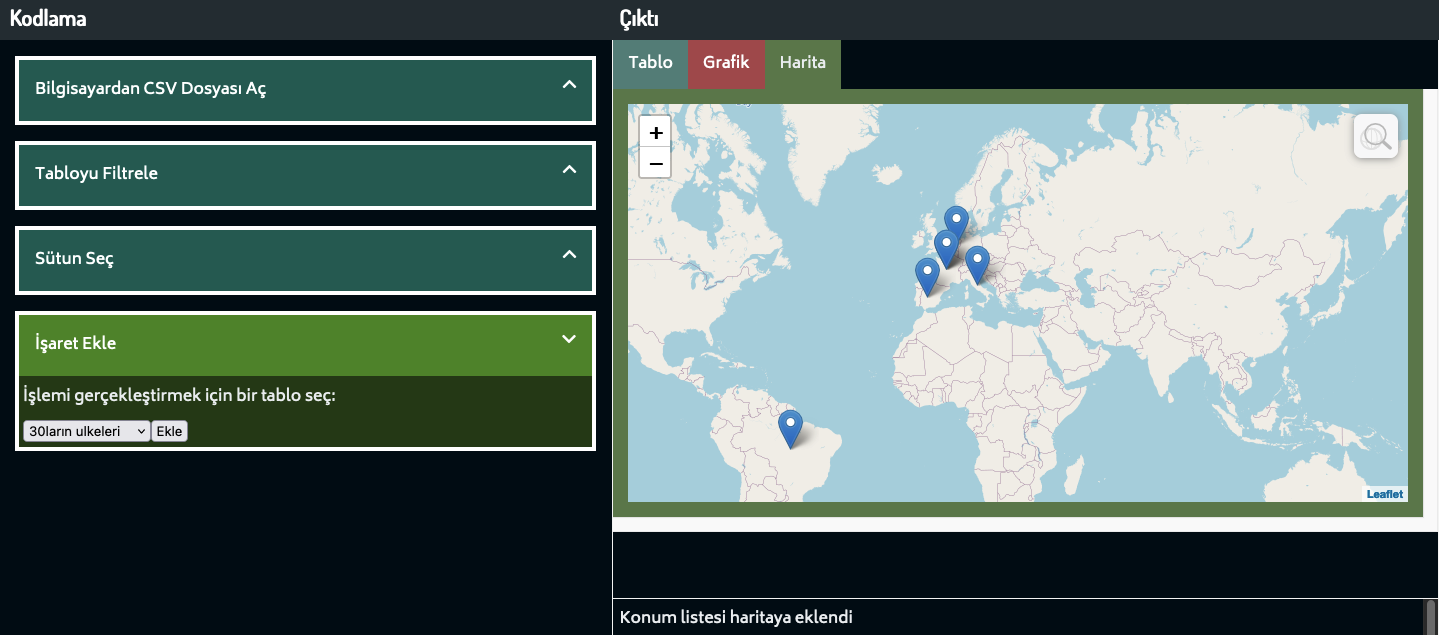 Kodlama
Bilgisayardan CSV Dosyası Aç
Tabloyu Filtrele
Sütun Seç
İşaret Ekle
İşlemi gerçekleştirmek için bir tablo seç:
30ların ulkeleri Ekle
Çıktı
Tablo Grafik Harita
+
−
Leaflet
Konum listesi haritaya eklendi